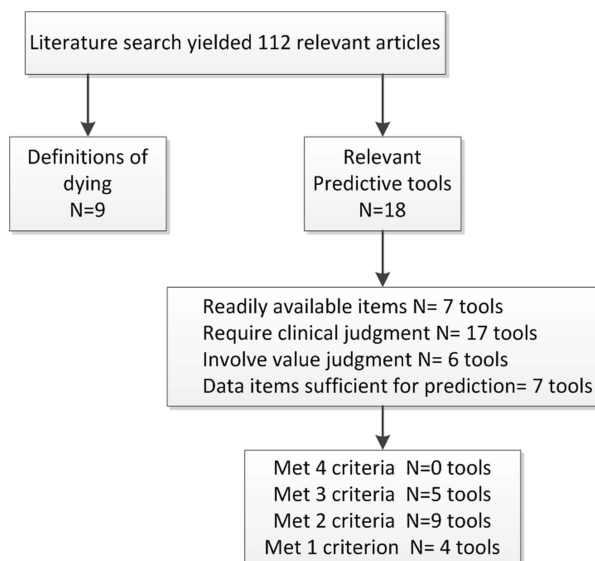 Literature search yielded 112 relevant articles
Definitions of
dying
N=9
Relevant
Predictive tools
N=18
Readily available items N= 7 tools
Require clinical judgment N= 17 tools
Involve value judgment N= 6 tools
Data items sufficient for prediction= 7 tools
Met 4 criteria N=0 tools
Met 3 criteria N=5 tools
Met 2 criteria N=9 tools
Met 1 criterion N= 4 tools